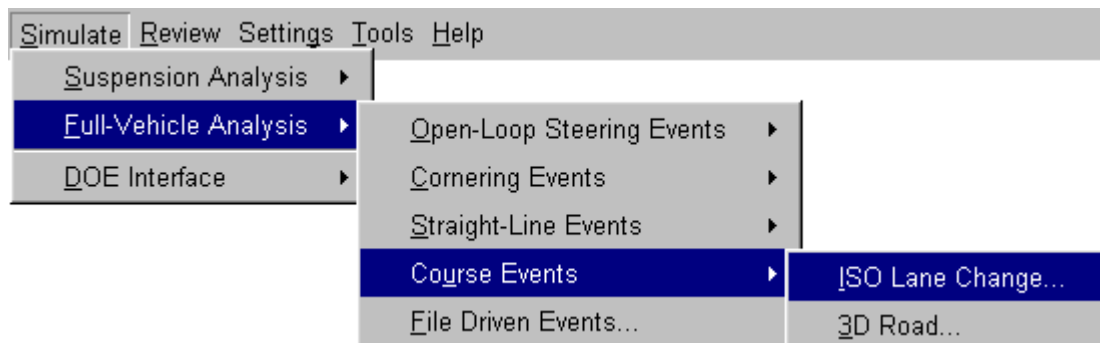 Simulate Review Settings Tools Help
Suspension Analysis
Full-Vehicle Analysis
Open-Loop Steering Events
DOE Interface
Cornering Events
Straight-Line Events
Course Events
ISO Lane Change...
File Driven Events...
3D Road...